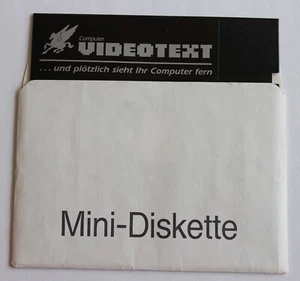 Computer
VIDEOTEXT
...und plötzlich sieht Ihr Computer fern
Mini-Diskette